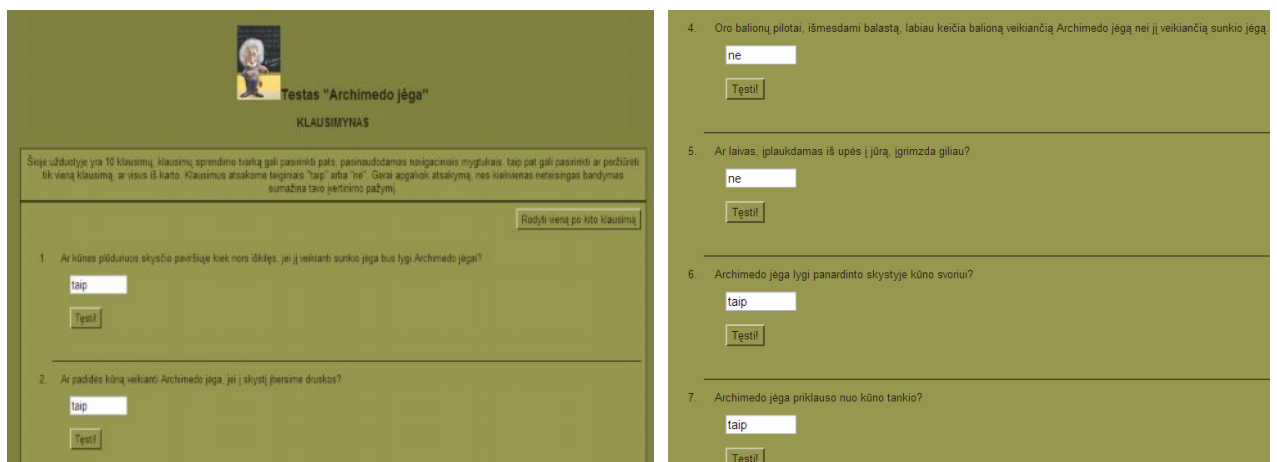 Testas "Archimedo jėga"
KLAUSIMYNAS
Šioje užduotyje yra 10 klausimų, klausimų sprendimo tvarką gali pasirinkti pats, pasinaudodamas navigaciniais mygtukais, taip pat gali pasirinkti ar peržiūrėti
tik vieną klausimą, ar visus iš karto. Klausimus atsakome teiginiais "taip" arba "ne". Gerai apgalvok atsakymą, nes kiekvienas neteisingas bandymas
sumažina tavo įvertinimo pažymį.
Rodyti vieną po kito klausimą
1. Ar kūnas plūduriuos skysčio paviršiuje kiek nors iškilęs, jei jį veikianti sunkio jėga bus lygi Archimedo jėgai?
taip
Tęsti!
2. Ar padidės kūną veikianti Archimedo jėga, jei į skystį įbersime druskos?
taip
Tęsti!
4. Oro balionų pilotai, išmesdami balastą, labiau keičia balioną veikiančią Archimedo jėgą nei jį veikiančią sunkio jėgą.
ne
Tęsti!
5. Ar laivas, įplaukdamas iš upės į jūrą, įgrimzda giliau?
ne
Tęsti!
6. Archimedo jėga lygi panardinto skystyje kūno svoriui?
taip
Tęsti!
7. Archimedo jėga priklauso nuo kūno tankio?
taip
Tęsti!